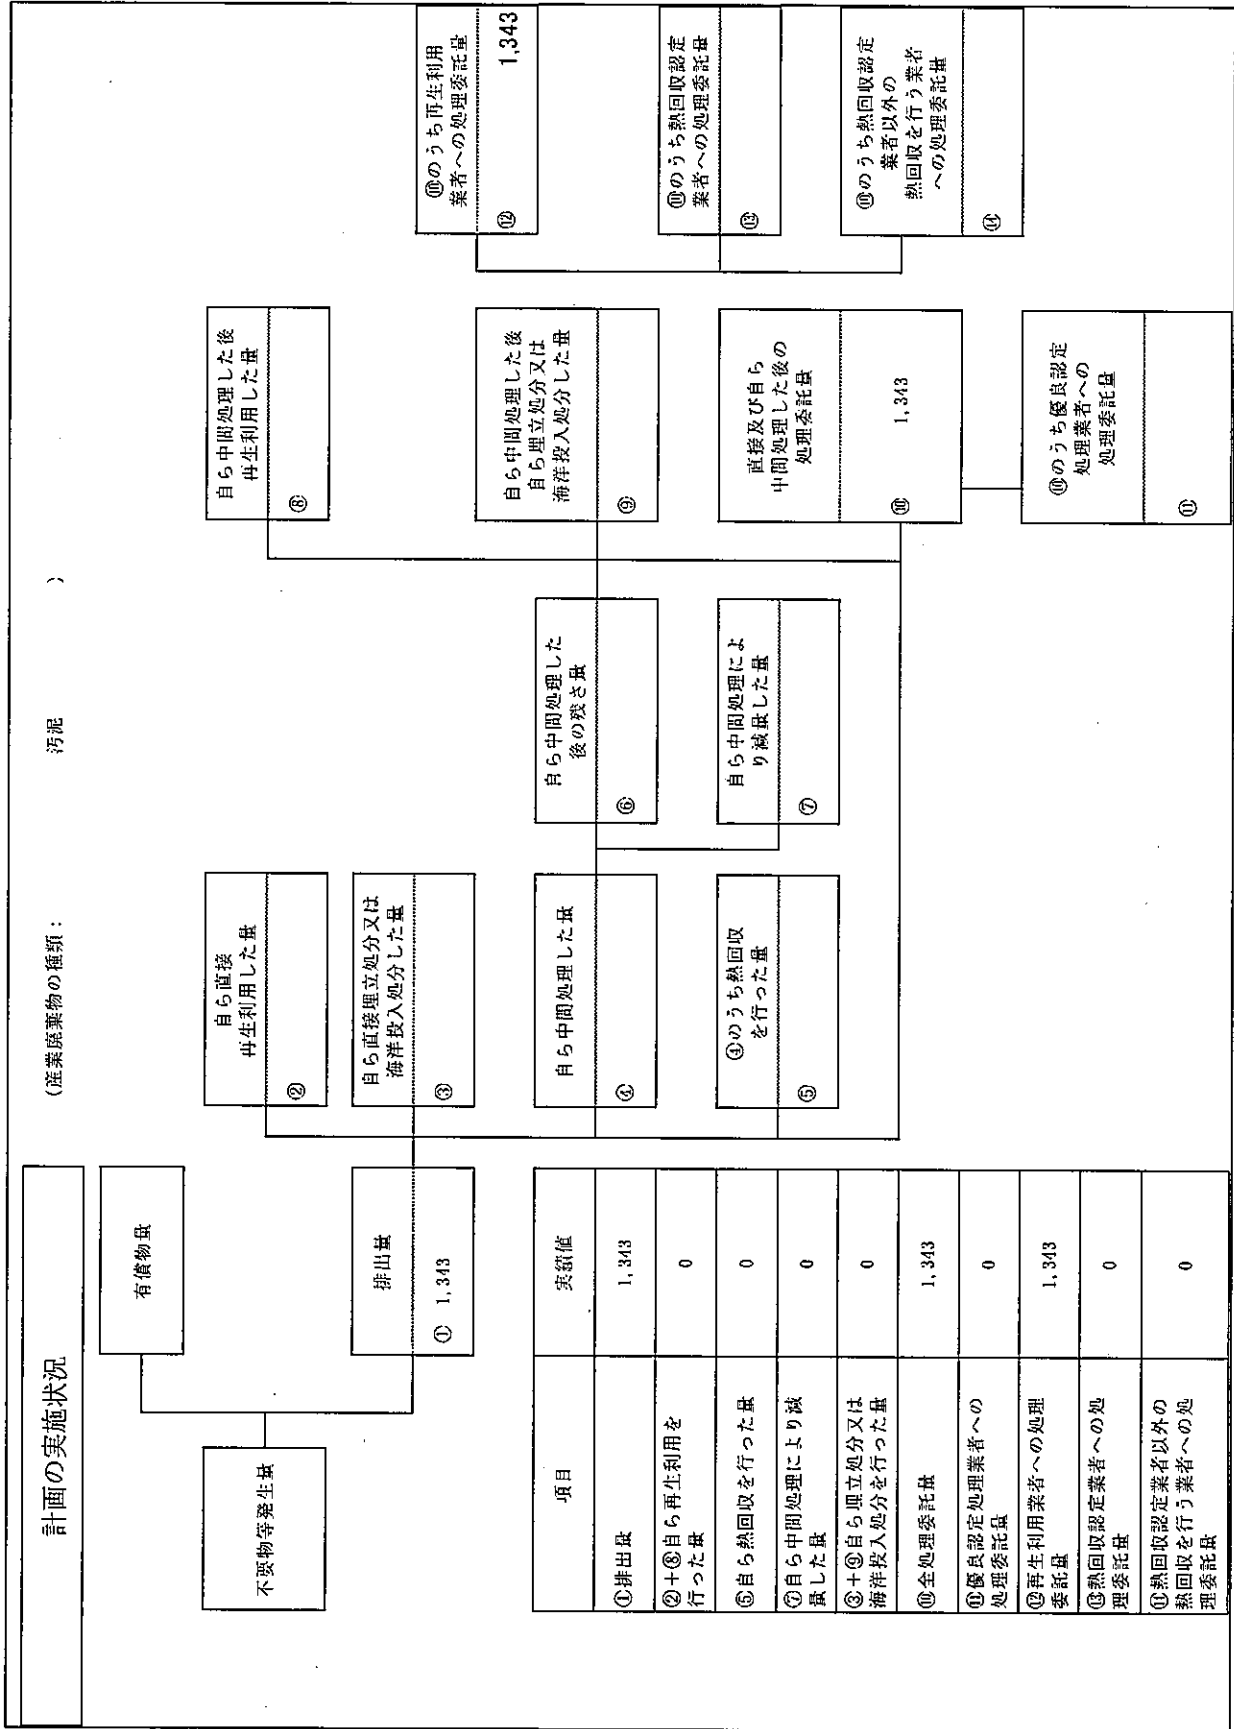 計画の実施状況
(産業廃棄物の種類： 汚泥 )
不要物等発生量
有償物量
排出量
① 1,343
自ら直接
再生利用した量
②
自ら直接埋立処分又は
海洋投入処分した量
③
自ら中間処理した量
④
④のうち熱回収
を行った量
⑤
自ら中間処理した
後の残さ量
⑥
自ら中間処理によ
り減量した量
⑦
自ら中間処理した後
再生利用した量
⑧
自ら中間処理した後
自ら埋立処分又は
海洋投入処分した量
⑨
直接及び自ら
中間処理した後の
処理委託量
⑩ 1,343
⑩のうち優良認定
処理業者への
処理委託量
⑪
⑩のうち再生利用
業者への処理委託量
⑫ 1,343
⑩のうち熱回収認定
業者への処理委託量
⑬
⑩のうち熱回収認定
業者以外の
熱回収を行う業者
への処理委託量
⑭
項目 実績値
①排出量 1,343
②+⑧自ら再生利用を
行った量 0
⑤自ら熱回収を行った量 0
⑦自ら中間処理により減
量した量 0
③+⑨自ら埋立処分又は
海洋投入処分を行った量 0
⑩全処理委託量 1,343
⑪優良認定処理業者への
処理委託量 0
⑫再生利用業者への処理
委託量 1,343
⑬熱回収認定業者への処
理委託量 0
⑭熱回収認定業者以外の
熱回収を行う業者への処
理委託量 0